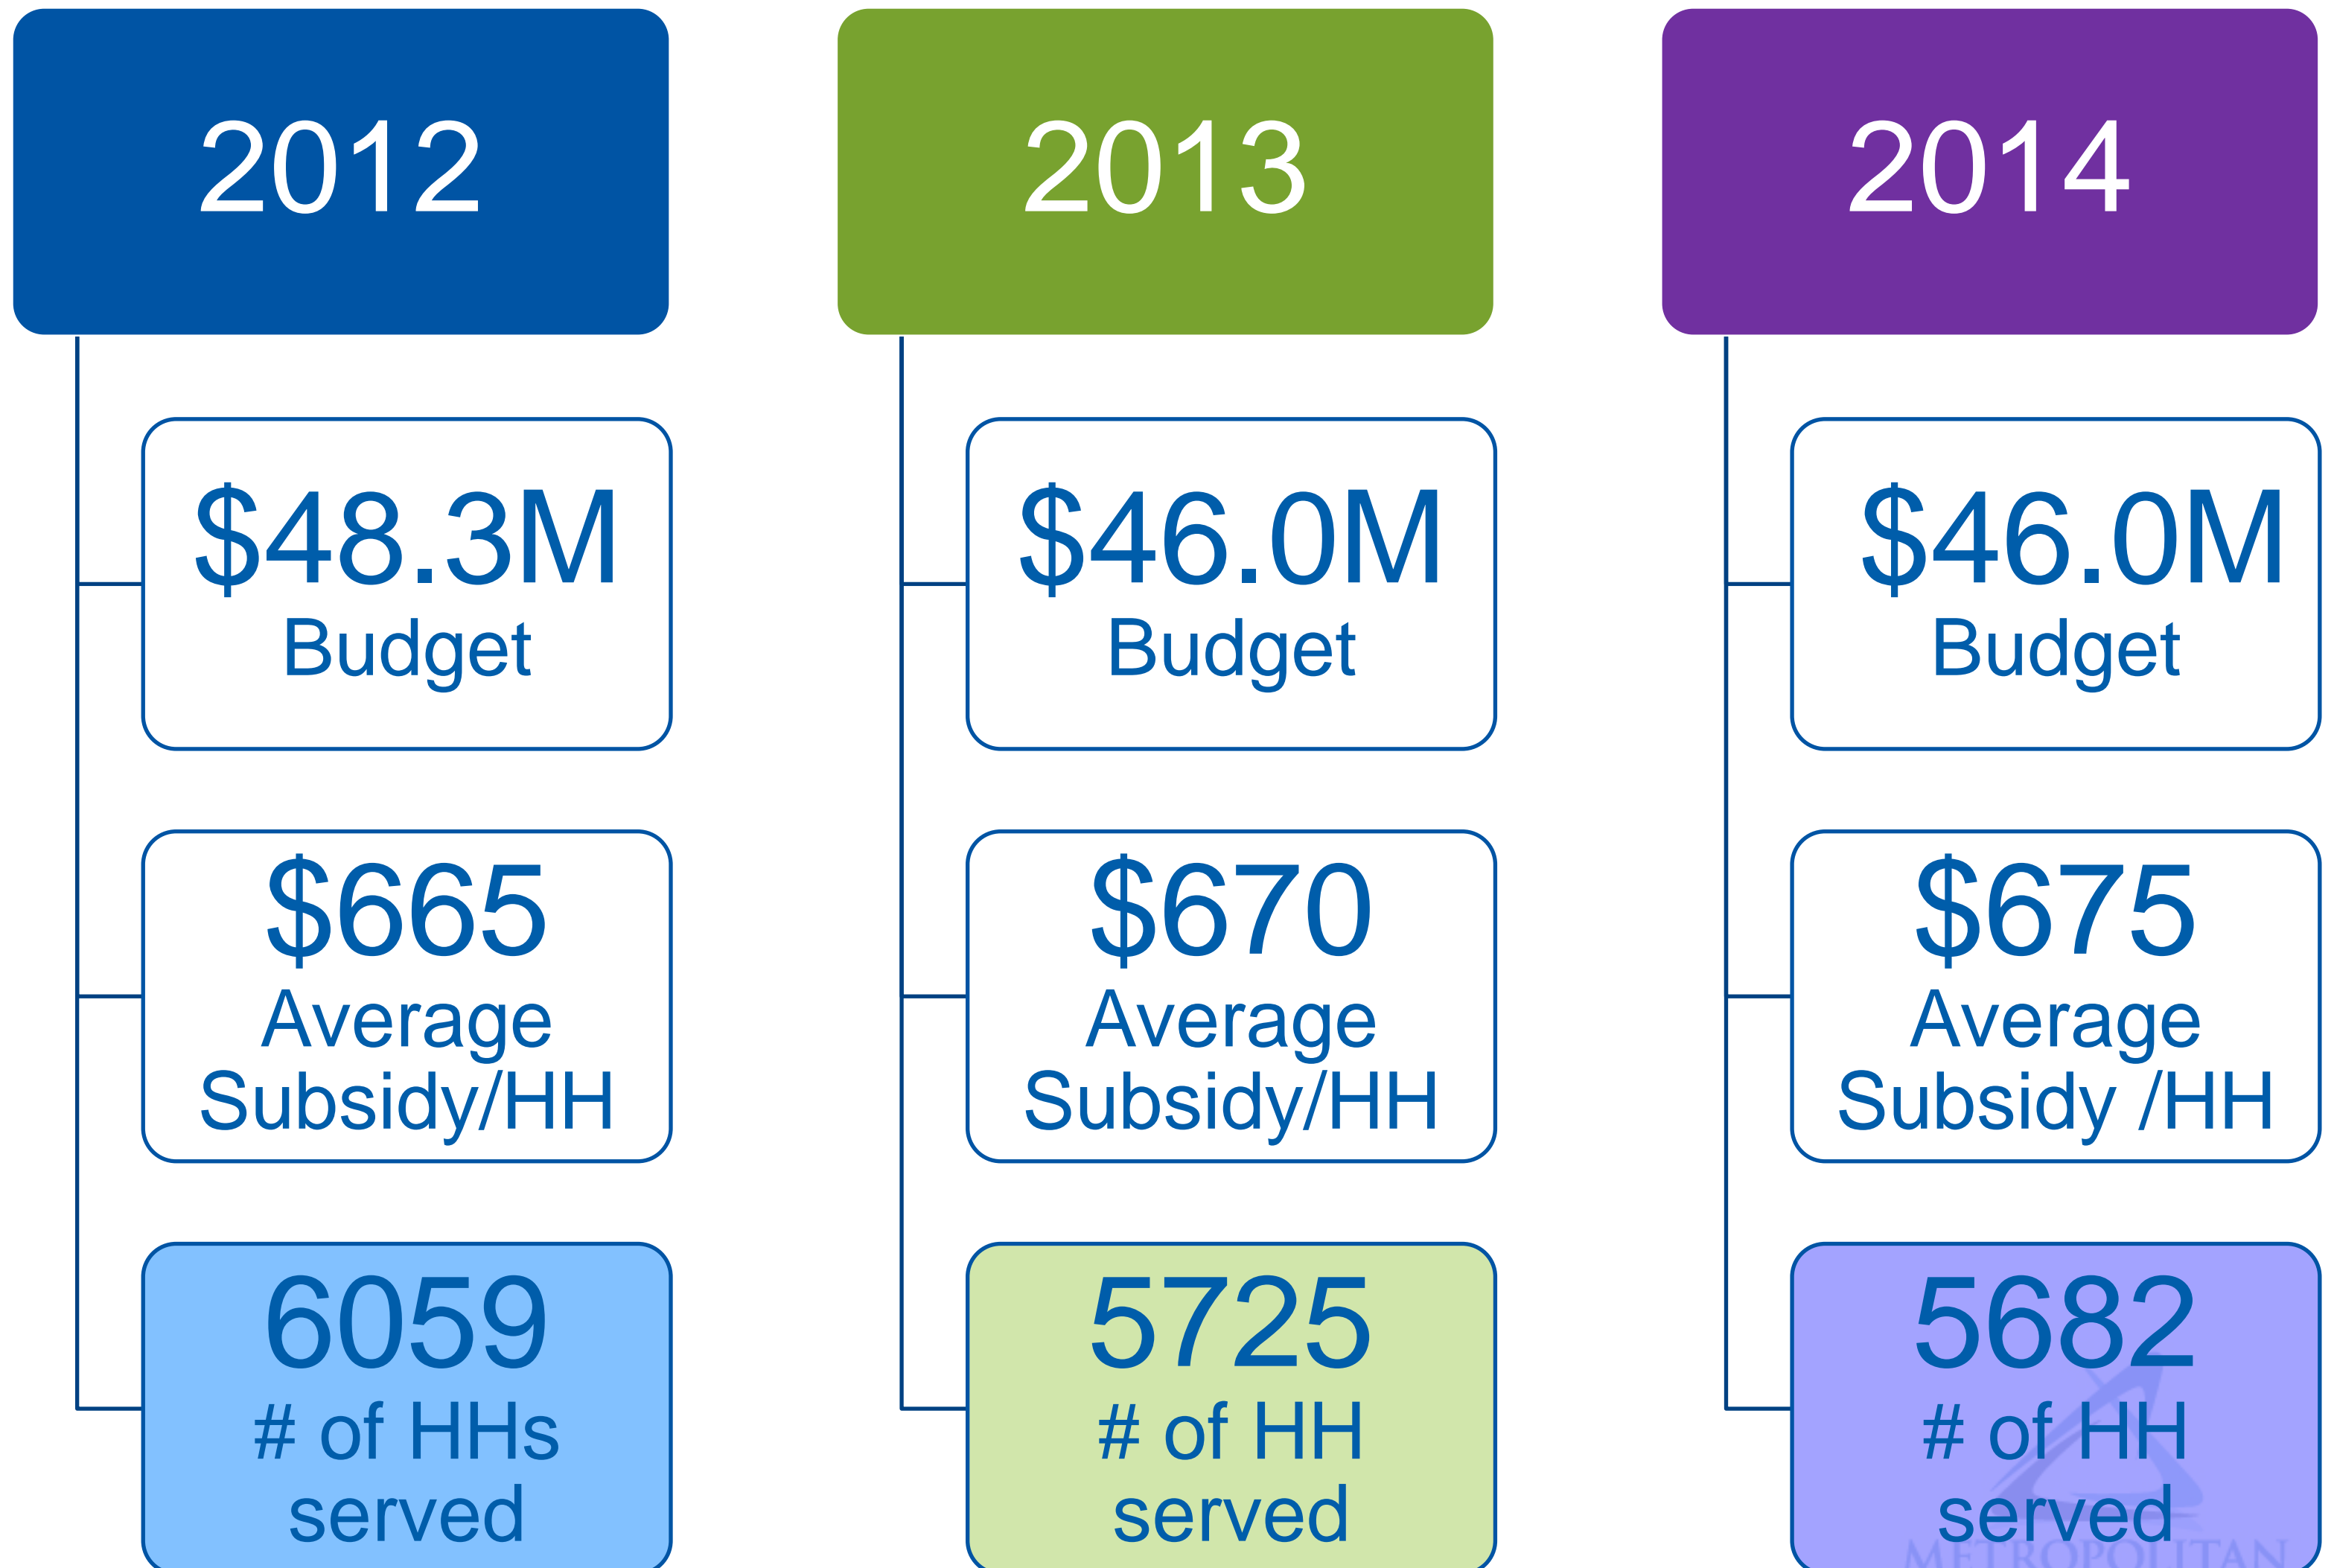 2012
$48.3M
Budget
$665
Average
Subsidy/HH
6059
# of HHs
served
2013
$46.0M
Budget
$670
Average
Subsidy/HH
5725
# of HH
served
2014
$46.0M
Budget
$675
Average
Subsidy /HH
5682
# of HH
served
METROPOLITAN